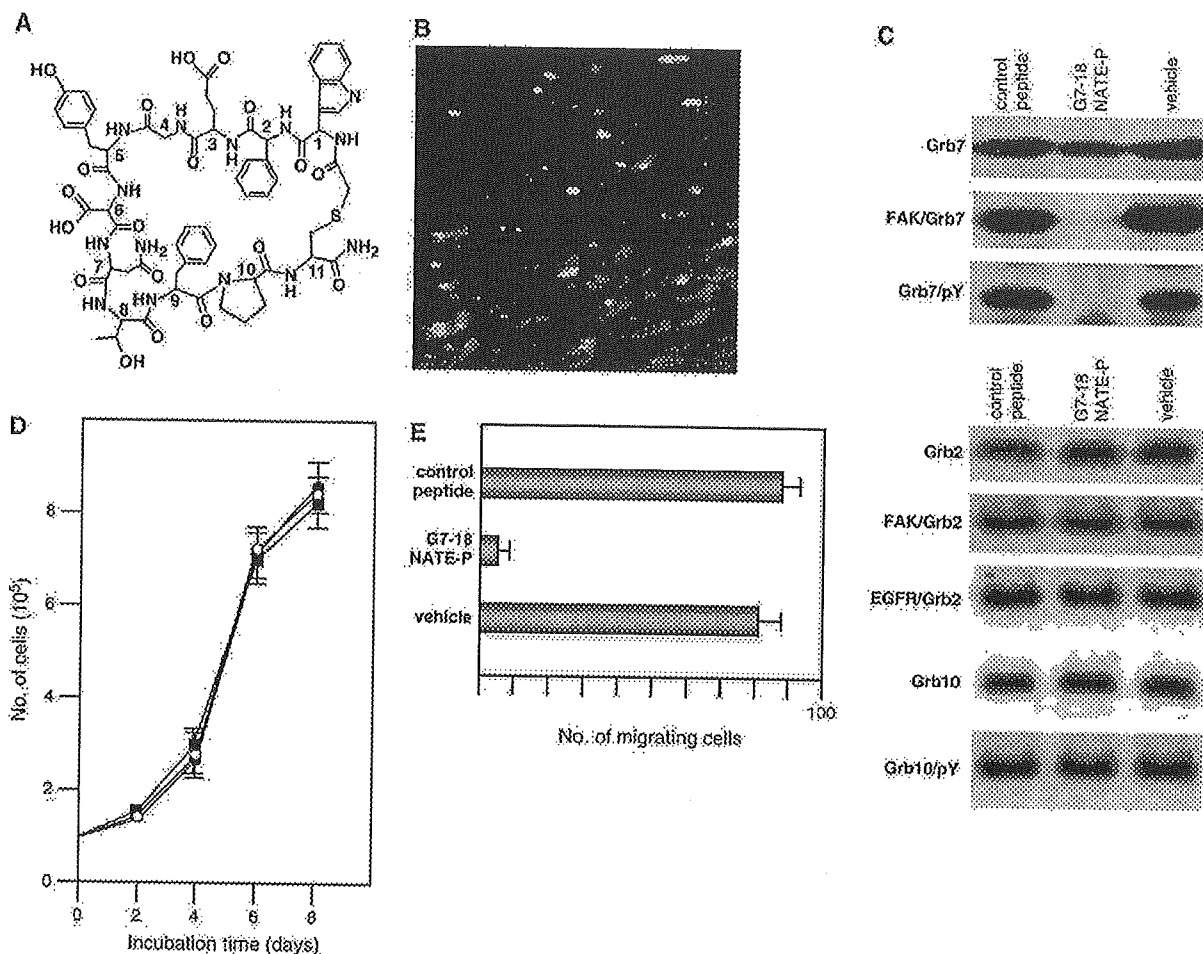 A
HO
O
HO
O
N
H
N
O
H
N
O
H
N
O
NH
N
H
4
N
H
3
2
1
5
O
O
O
NH
O
HO
6
O
S
HN
NH2
O
O
NH2
7
O
HN
H
N
N
10
N
H
11
O
8
O
9
O
OH
B
C
control
peptide
G7-18
NATE-P
vehicle
Grb7
FAK/Grb7
Grb7/pY
control
peptide
G7-18
NATE-P
vehicle
Grb2
FAK/Grb2
EGFR/Grb2
Grb10
Grb10/pY
D
No. of cells (10⁵)
8
6
4
2
0
0 2 4 6 8
Incubation time (days)
E
control
peptide
G7-18
NATE-P
vehicle
100
No. of migrating cells